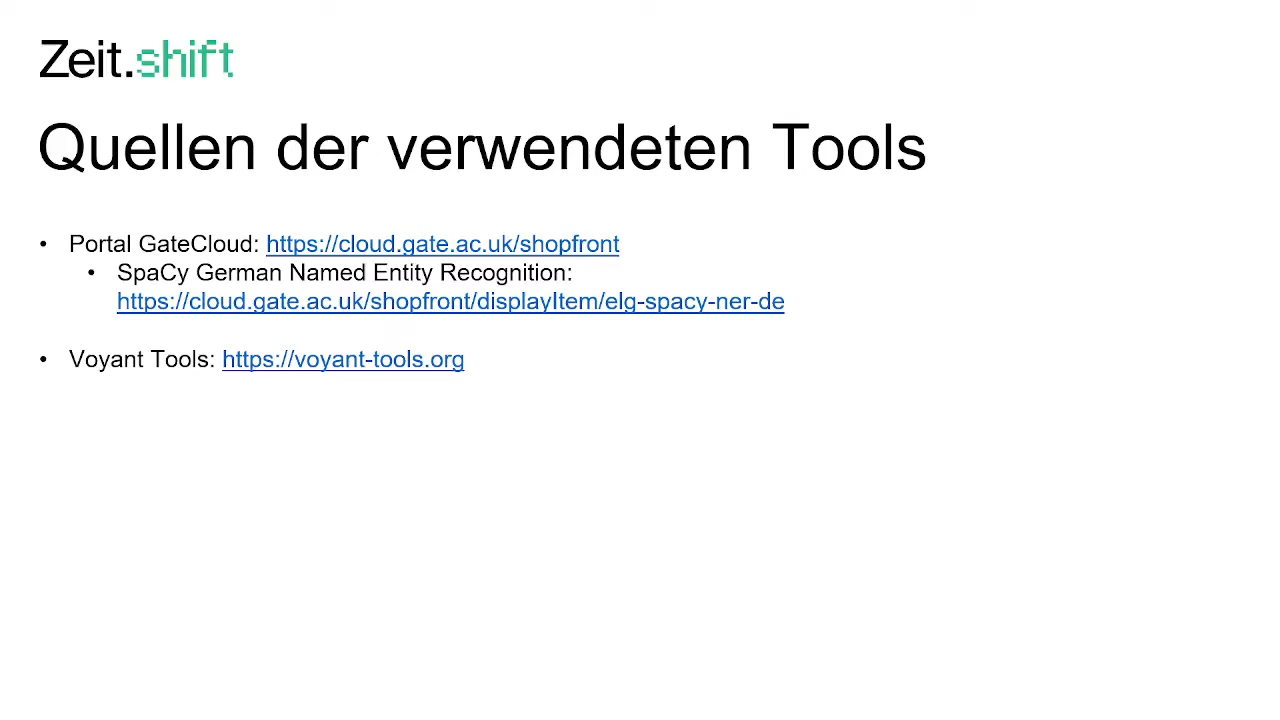 Zeit.shift
Quellen der verwendeten Tools
• Portal GateCloud: https://cloud.gate.ac.uk/shopfront
• SpaCy German Named Entity Recognition:
https://cloud.gate.ac.uk/shopfront/displayItem/elg-spacy-ner-de
• Voyant Tools: https://voyant-tools.org